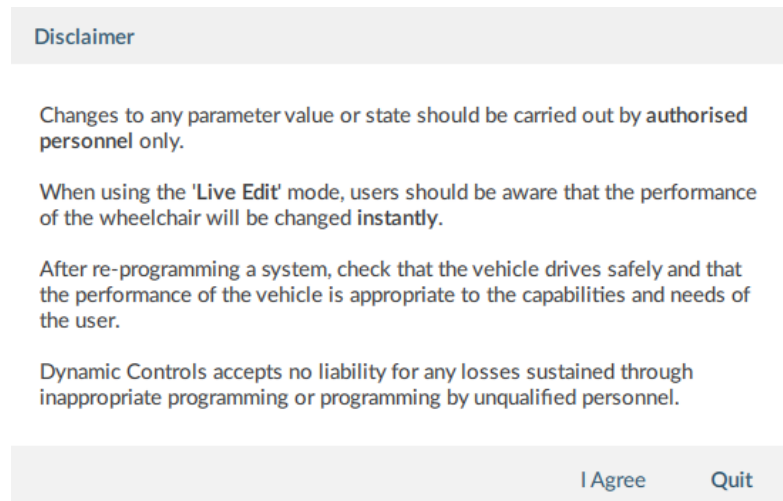 Disclaimer
Changes to any parameter value or state should be carried out by authorised
personnel only.
When using the 'Live Edit' mode, users should be aware that the performance
of the wheelchair will be changed instantly.
After re-programming a system, check that the vehicle drives safely and that
the performance of the vehicle is appropriate to the capabilities and needs of
the user.
Dynamic Controls accepts no liability for any losses sustained through
inappropriate programming or programming by unqualified personnel.
I Agree Quit